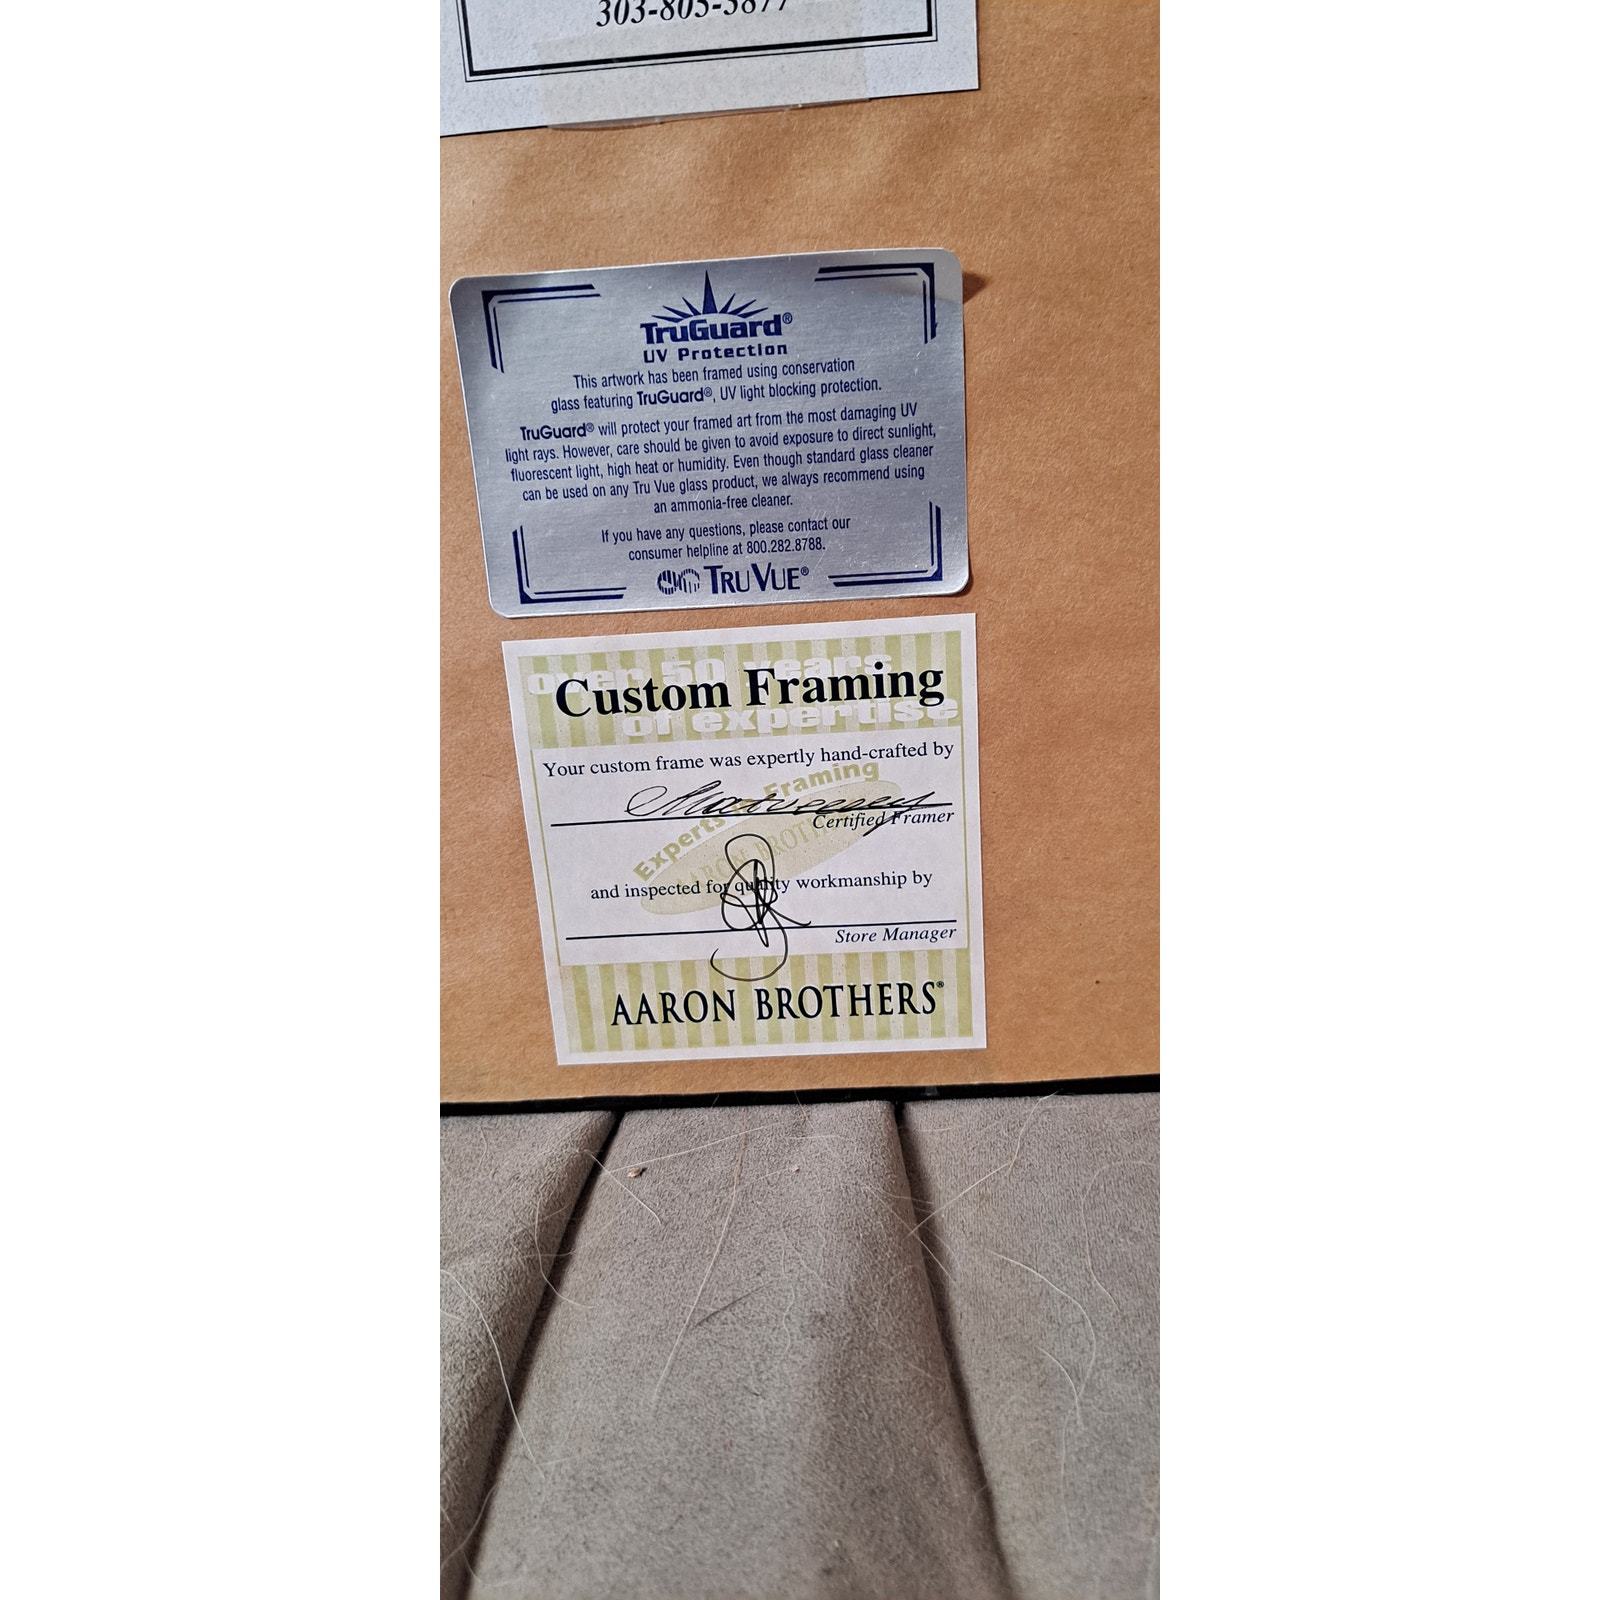 303-805-5877
TruGuard®
UV Protection
This artwork has been framed using conservation
glass featuring TruGuard®, UV light blocking protection.
TruGuard® will protect your framed art from the most damaging UV
light rays. However, care should be given to avoid exposure to direct sunlight,
fluorescent light, high heat or humidity. Even though standard glass cleaner
can be used on any Tru Vue glass product, we always recommend using
an ammonia-free cleaner.
If you have any questions, please contact our
consumer helpline at 800.282.8788.
TRU VUE®
over 50 years
Custom Framing
of expertise
Your custom frame was expertly hand-crafted by
Certified Framer
Experts in Framing
AARON BROTHERS
and inspected for quality workmanship by
Store Manager
AARON BROTHERS®